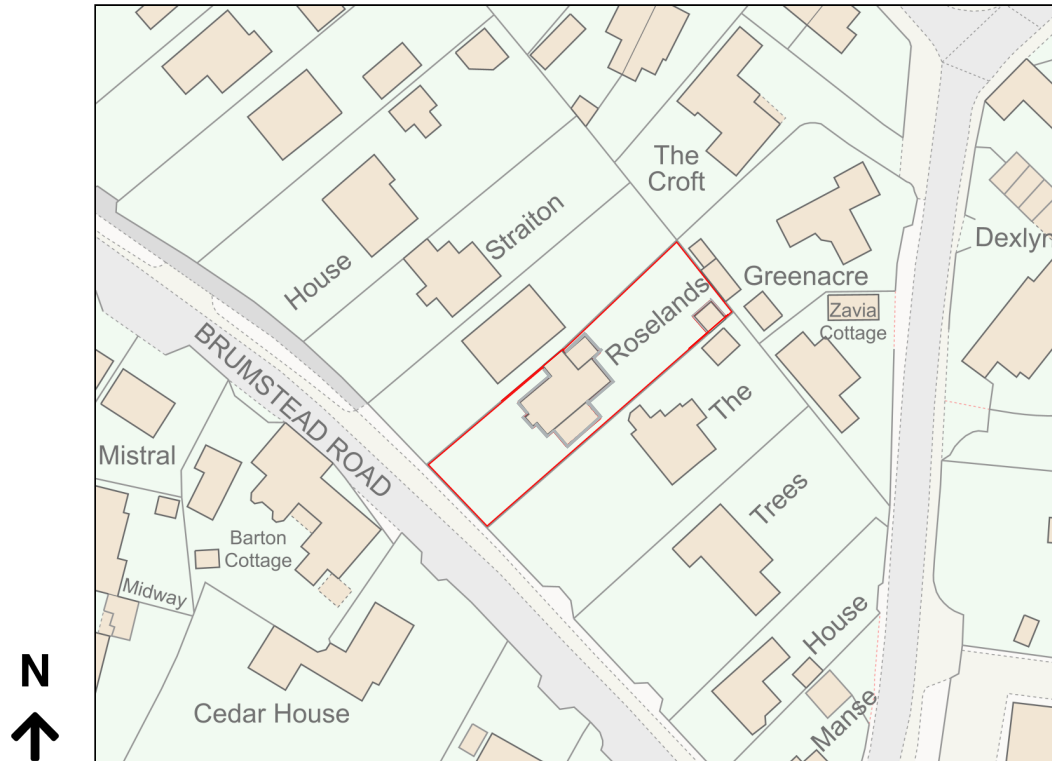 The
Croft
Straiton
House
Greenacre
Dexlyn
Roselands
Zavia
Cottage
BRUMSTEAD ROAD
The
Mistral
Trees
Barton
Cottage
Midway
House
N
Cedar House
Manse